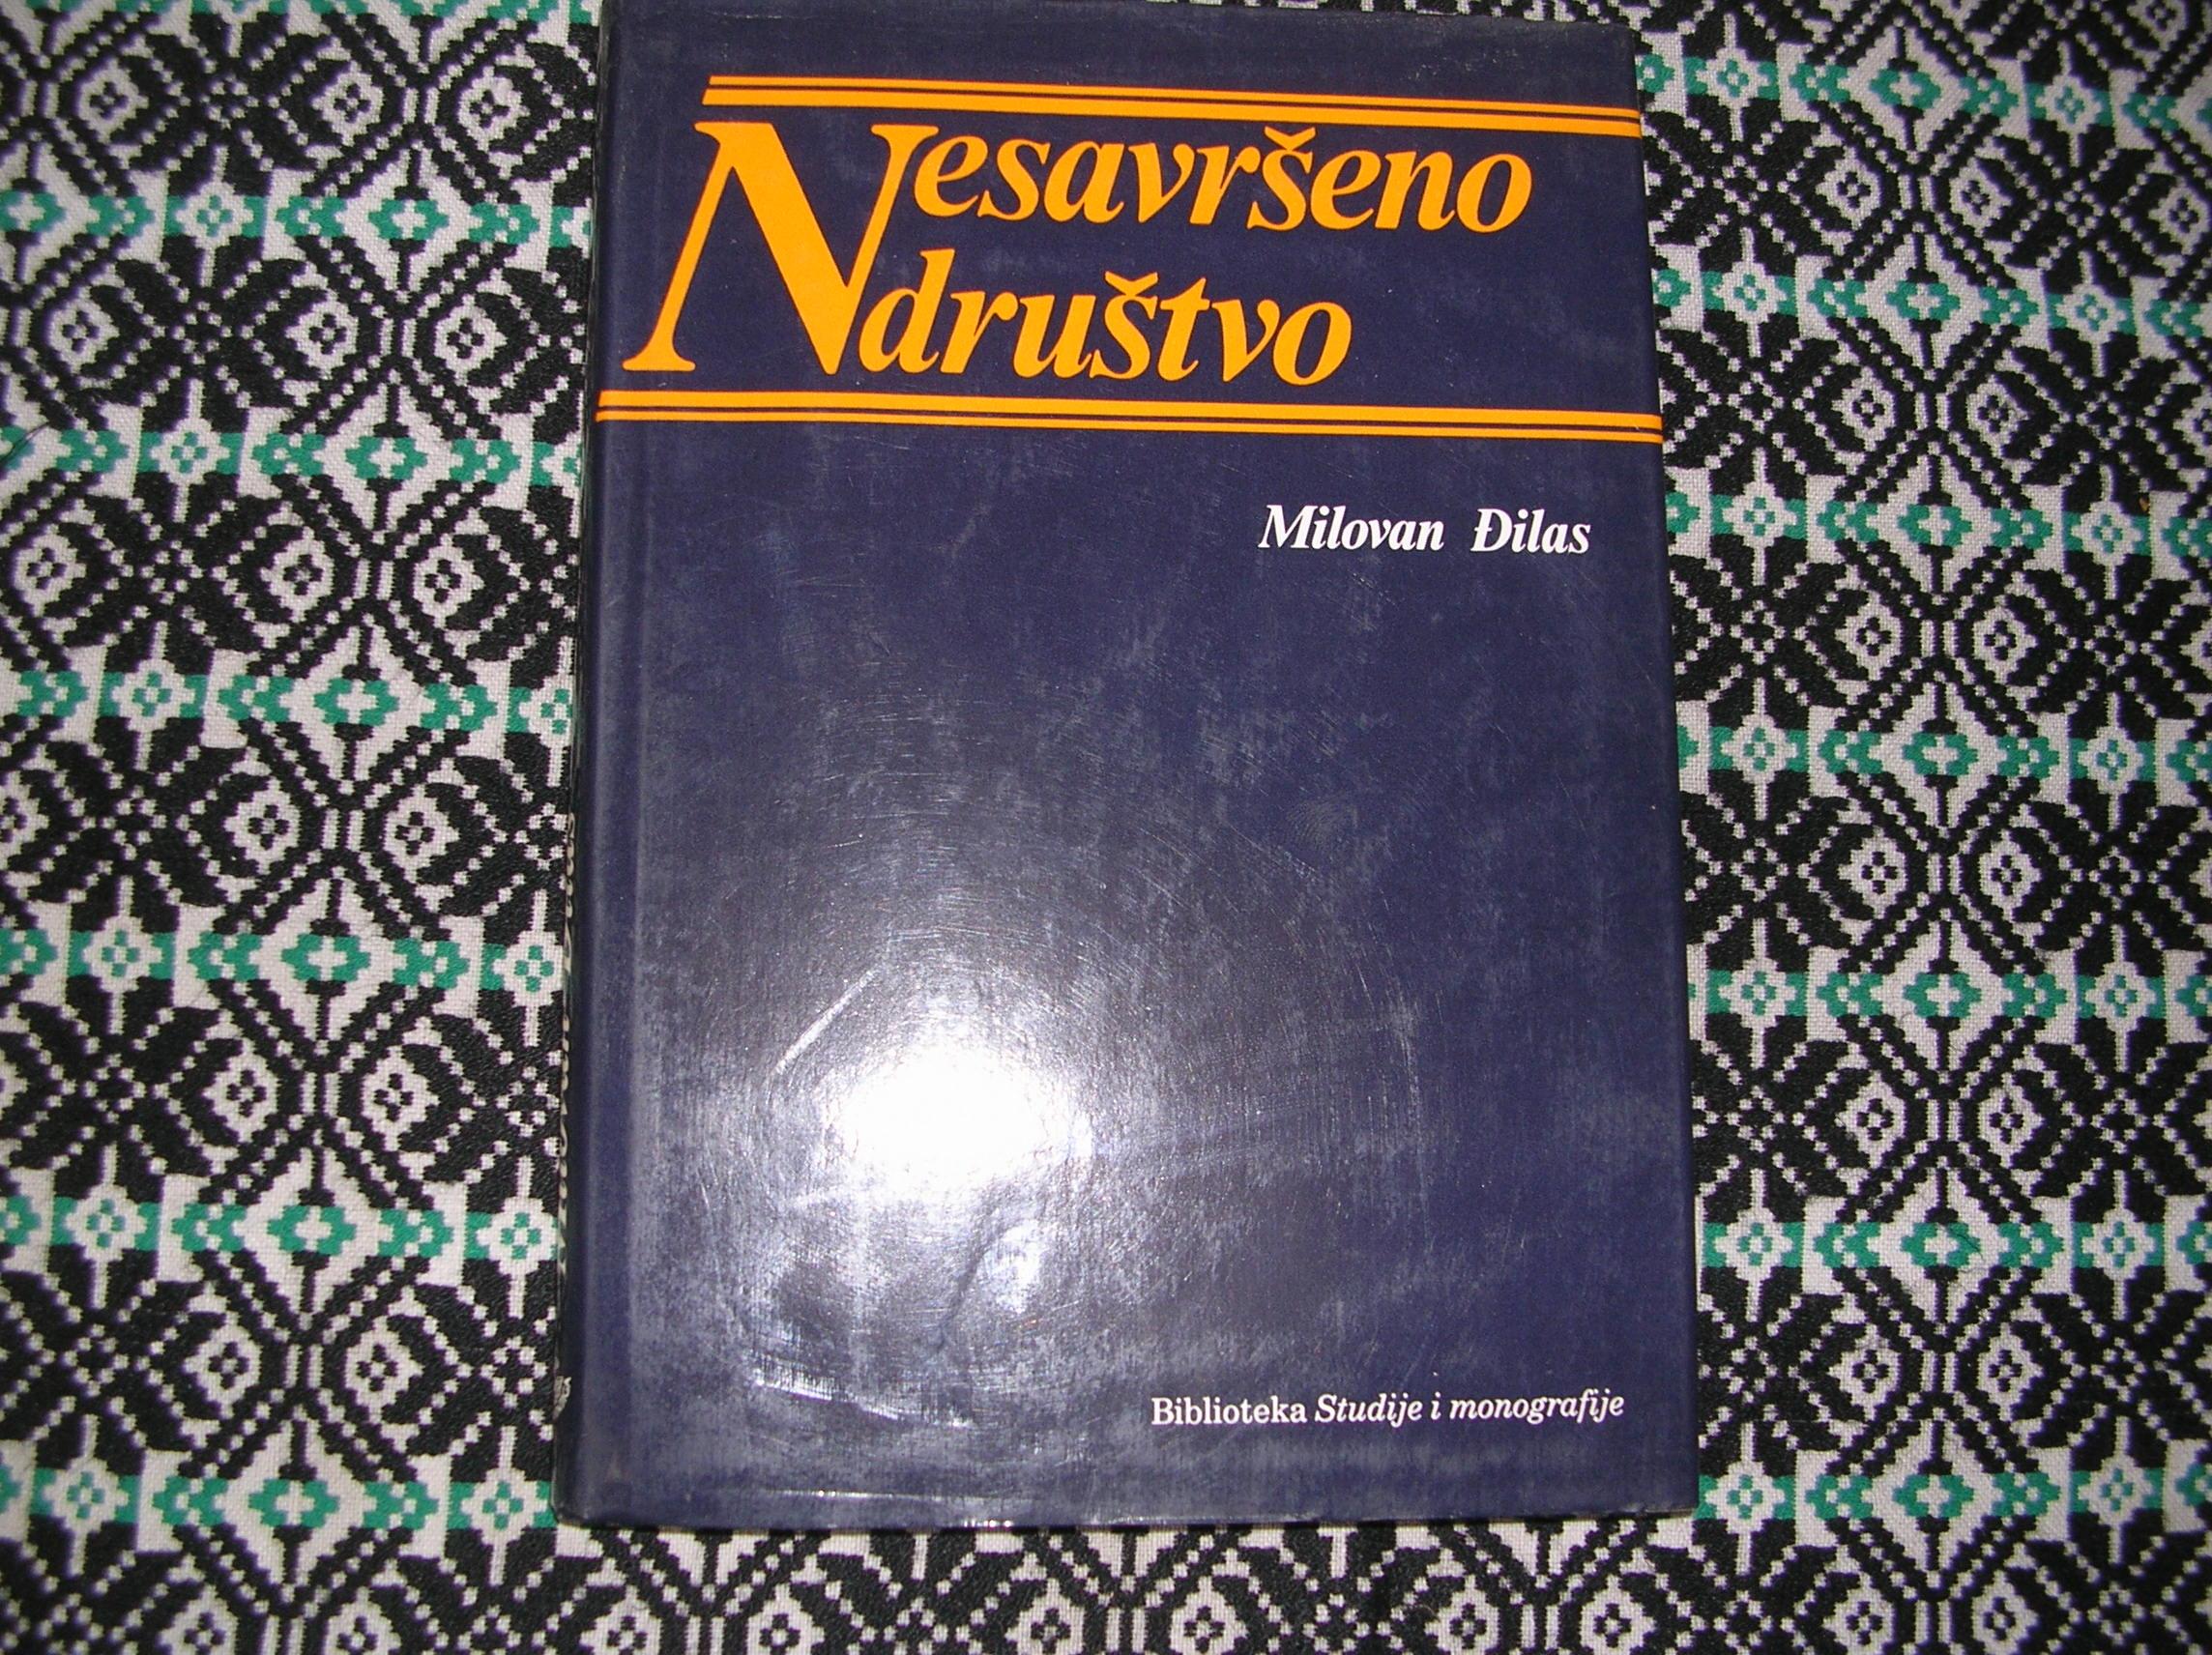 Nesavršeno
društvo
Milovan Đilas
Biblioteka Studije i monografije